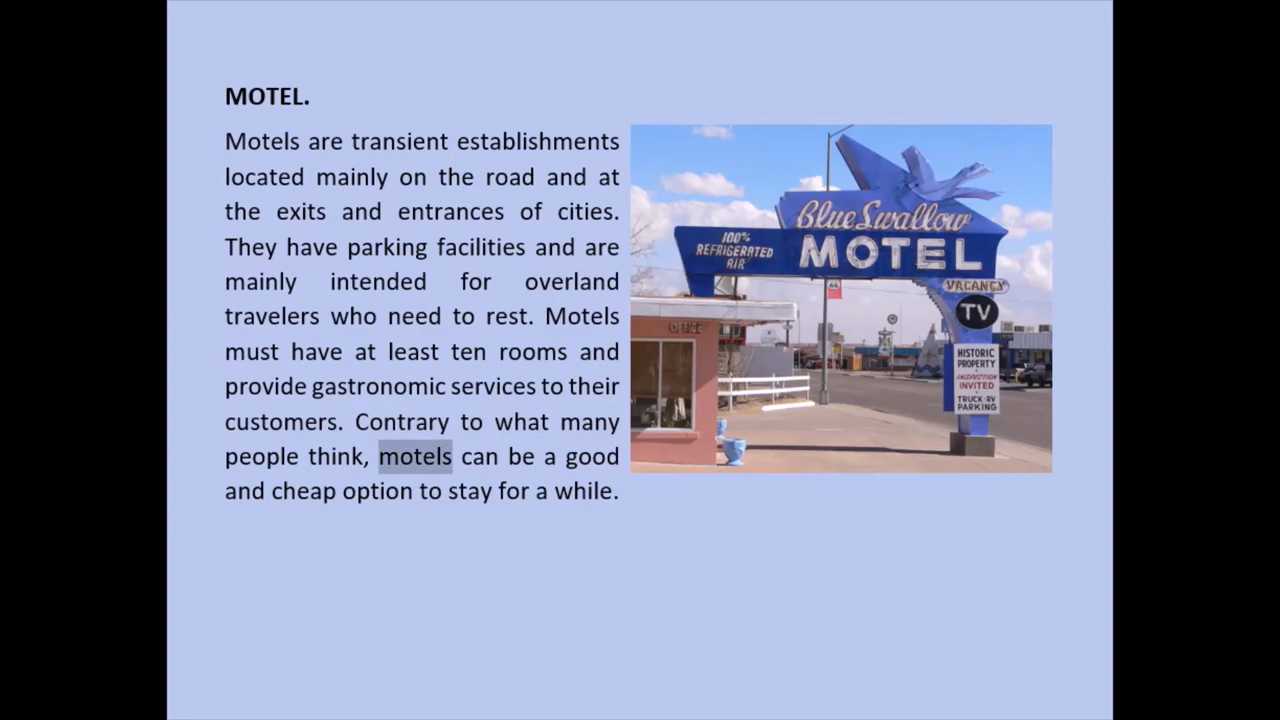 MOTEL.
Motels are transient establishments
located mainly on the road and at
the exits and entrances of cities.
They have parking facilities and are
mainly intended for overland
travelers who need to rest. Motels
must have at least ten rooms and
provide gastronomic services to their
customers. Contrary to what many
people think, motels can be a good
and cheap option to stay for a while.
Blue Swallow
MOTEL
100%
REFRIGERATED
AIR
VACANCY
66
TV
OFFICE
HISTORIC
PROPERTY
INSPECTION
INVITED
TRUCK-RV
PARKING